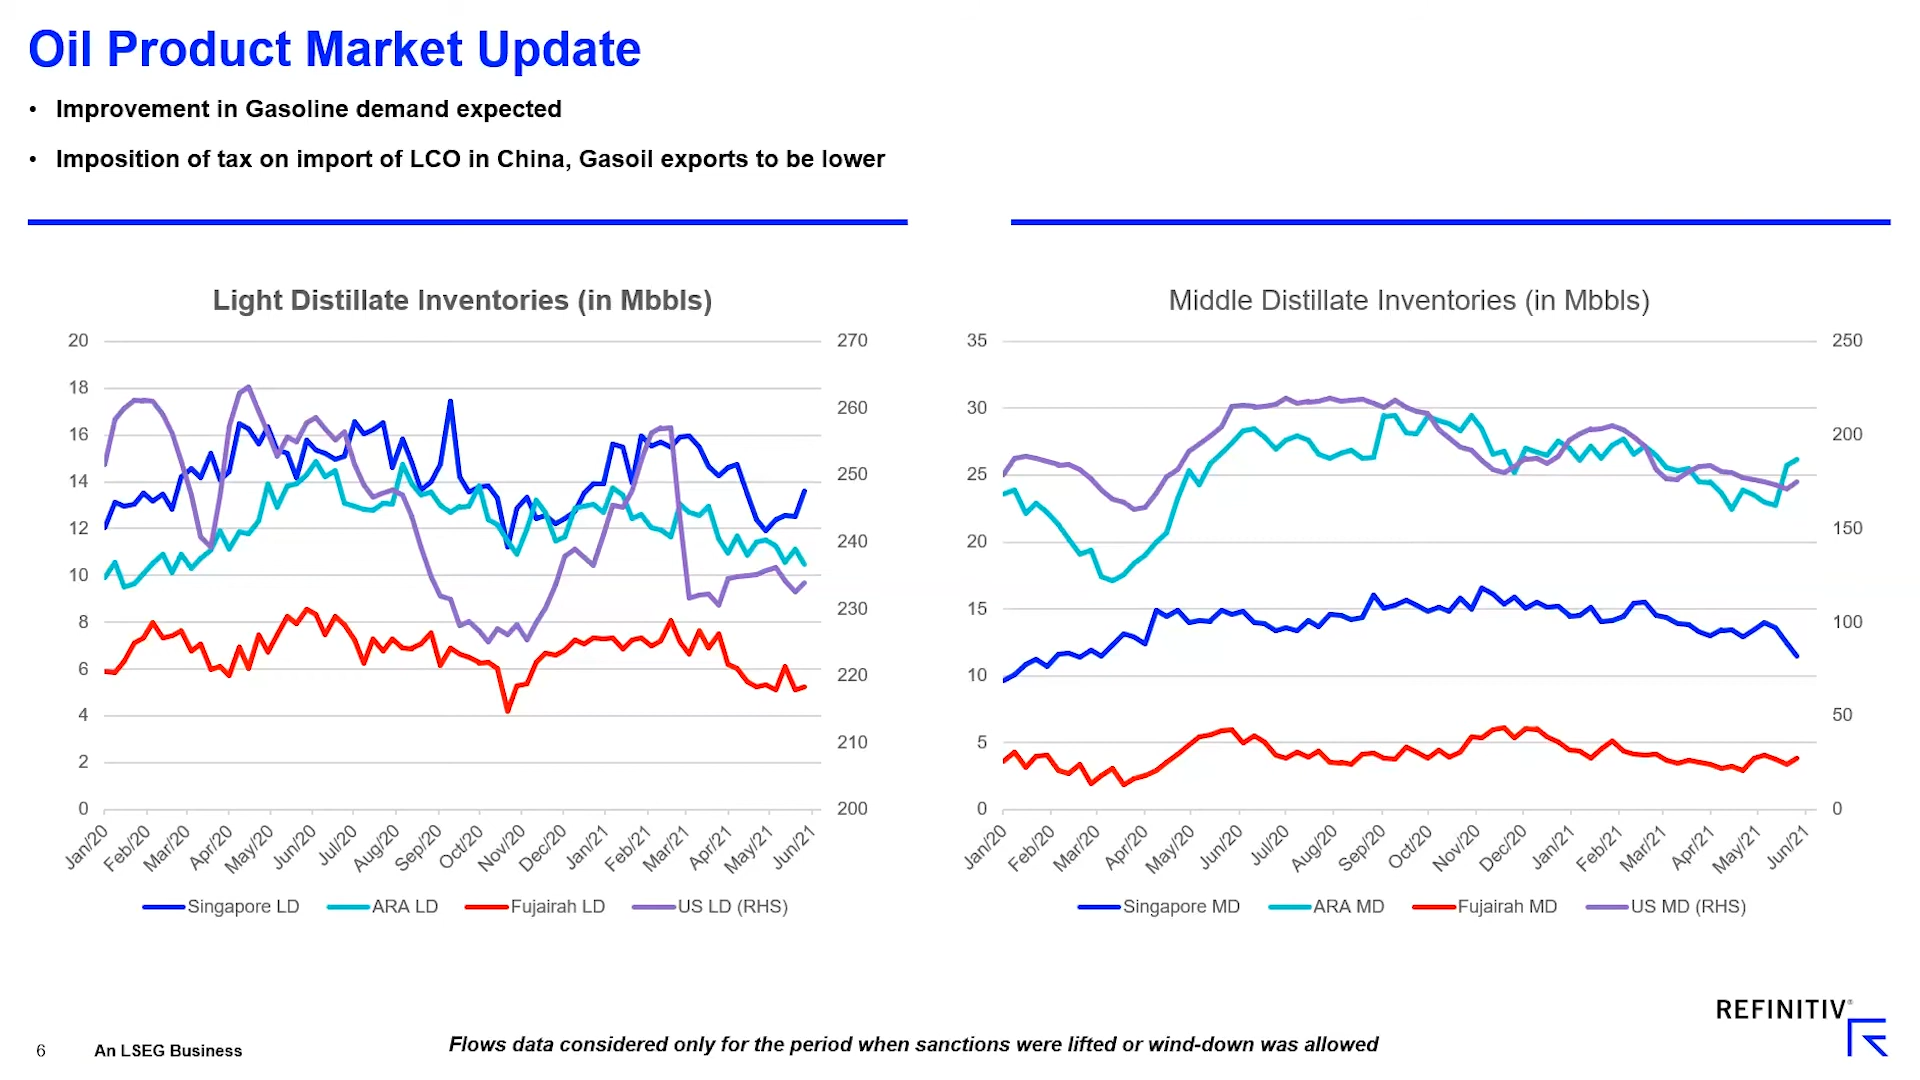 Oil Product Market Update
• Improvement in Gasoline demand expected
• Imposition of tax on import of LCO in China, Gasoil exports to be lower
Light Distillate Inventories (in Mbbls)
20
18
16
14
12
10
8
6
4
2
0
270
260
250
240
230
220
210
200
Jan/20 Feb/20 Mar/20 Apr/20 May/20 Jun/20 Jul/20 Aug/20 Sep/20 Oct/20 Nov/20 Dec/20 Jan/21 Feb/21 Mar/21 Apr/21 May/21 Jun/21
Singapore LD ARA LD Fujairah LD US LD (RHS)
Middle Distillate Inventories (in Mbbls)
35
30
25
20
15
10
5
0
250
200
150
100
50
0
Jan/20 Feb/20 Mar/20 Apr/20 May/20 Jun/20 Jul/20 Aug/20 Sep/20 Oct/20 Nov/20 Dec/20 Jan/21 Feb/21 Mar/21 Apr/21 May/21 Jun/21
Singapore MD ARA MD Fujairah MD US MD (RHS)
REFINITIV®
6 An LSEG Business
Flows data considered only for the period when sanctions were lifted or wind-down was allowed